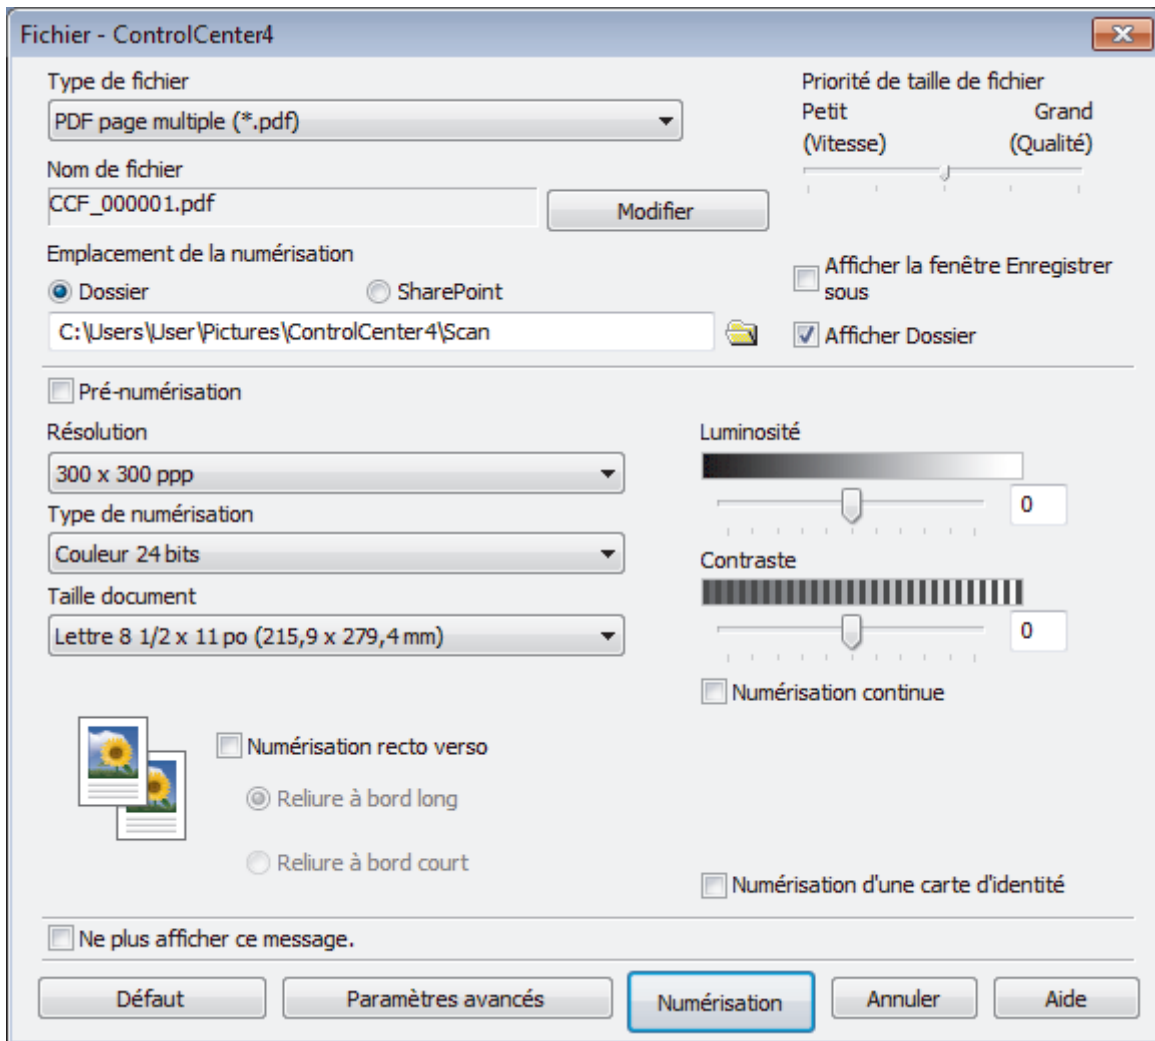 Fichier - ControlCenter4
Type de fichier
PDF page multiple (*.pdf)
Priorité de taille de fichier
Petit
Grand
(Vitesse)
(Qualité)
Nom de fichier
CCF_000001.pdf
Modifier
Emplacement de la numérisation
Dossier
SharePoint
C:\Users\User\Pictures\ControlCenter4\Scan
Afficher la fenêtre Enregistrer
sous
Afficher Dossier
Pré-numérisation
Résolution
300 x 300 ppp
Type de numérisation
Couleur 24 bits
Taille document
Lettre 8 1/2 x 11 po (215,9 x 279,4 mm)
Luminosité
0
Contraste
0
Numérisation continue
Numérisation recto verso
Reliure à bord long
Reliure à bord court
Numérisation d'une carte d'identité
Ne plus afficher ce message.
Défaut
Paramètres avancés
Numérisation
Annuler
Aide